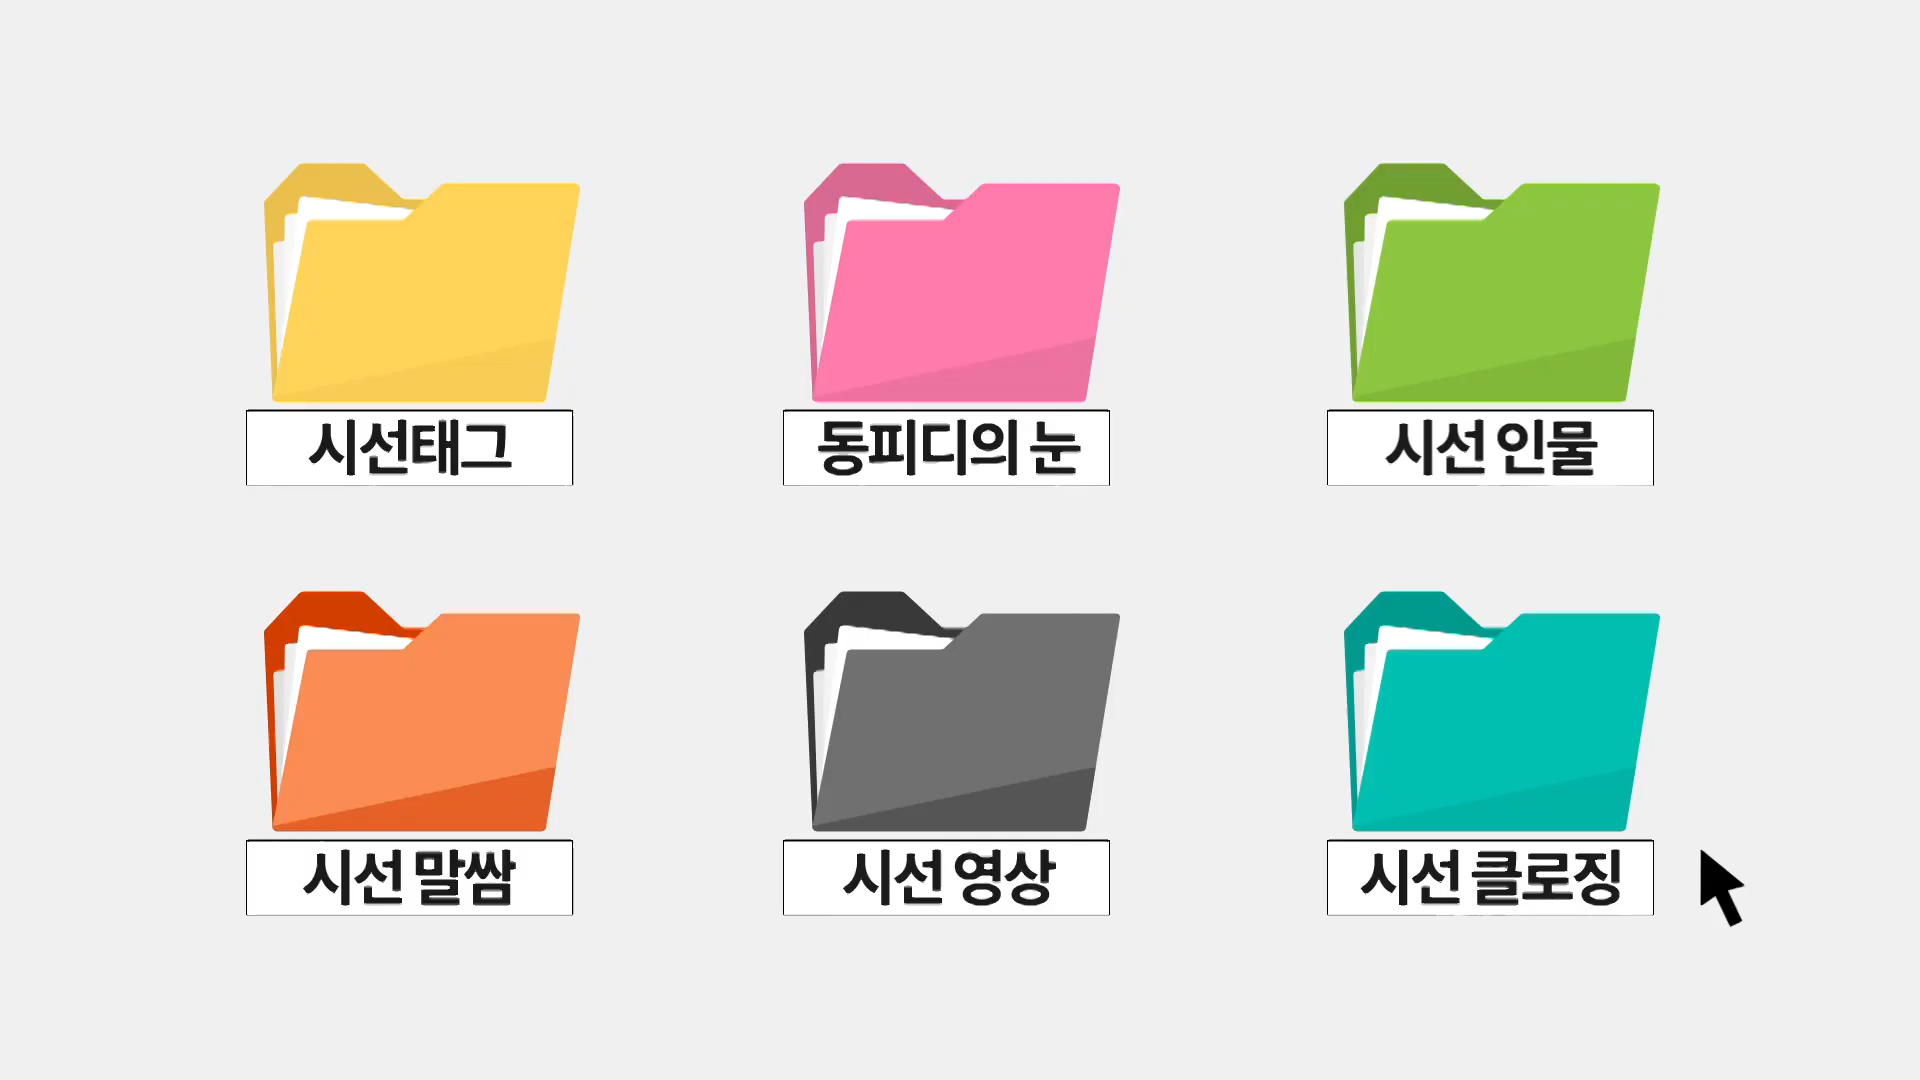 시선태그
동피디의 눈
시선 인물
시선 말쌈
시선 영상
시선 클로징